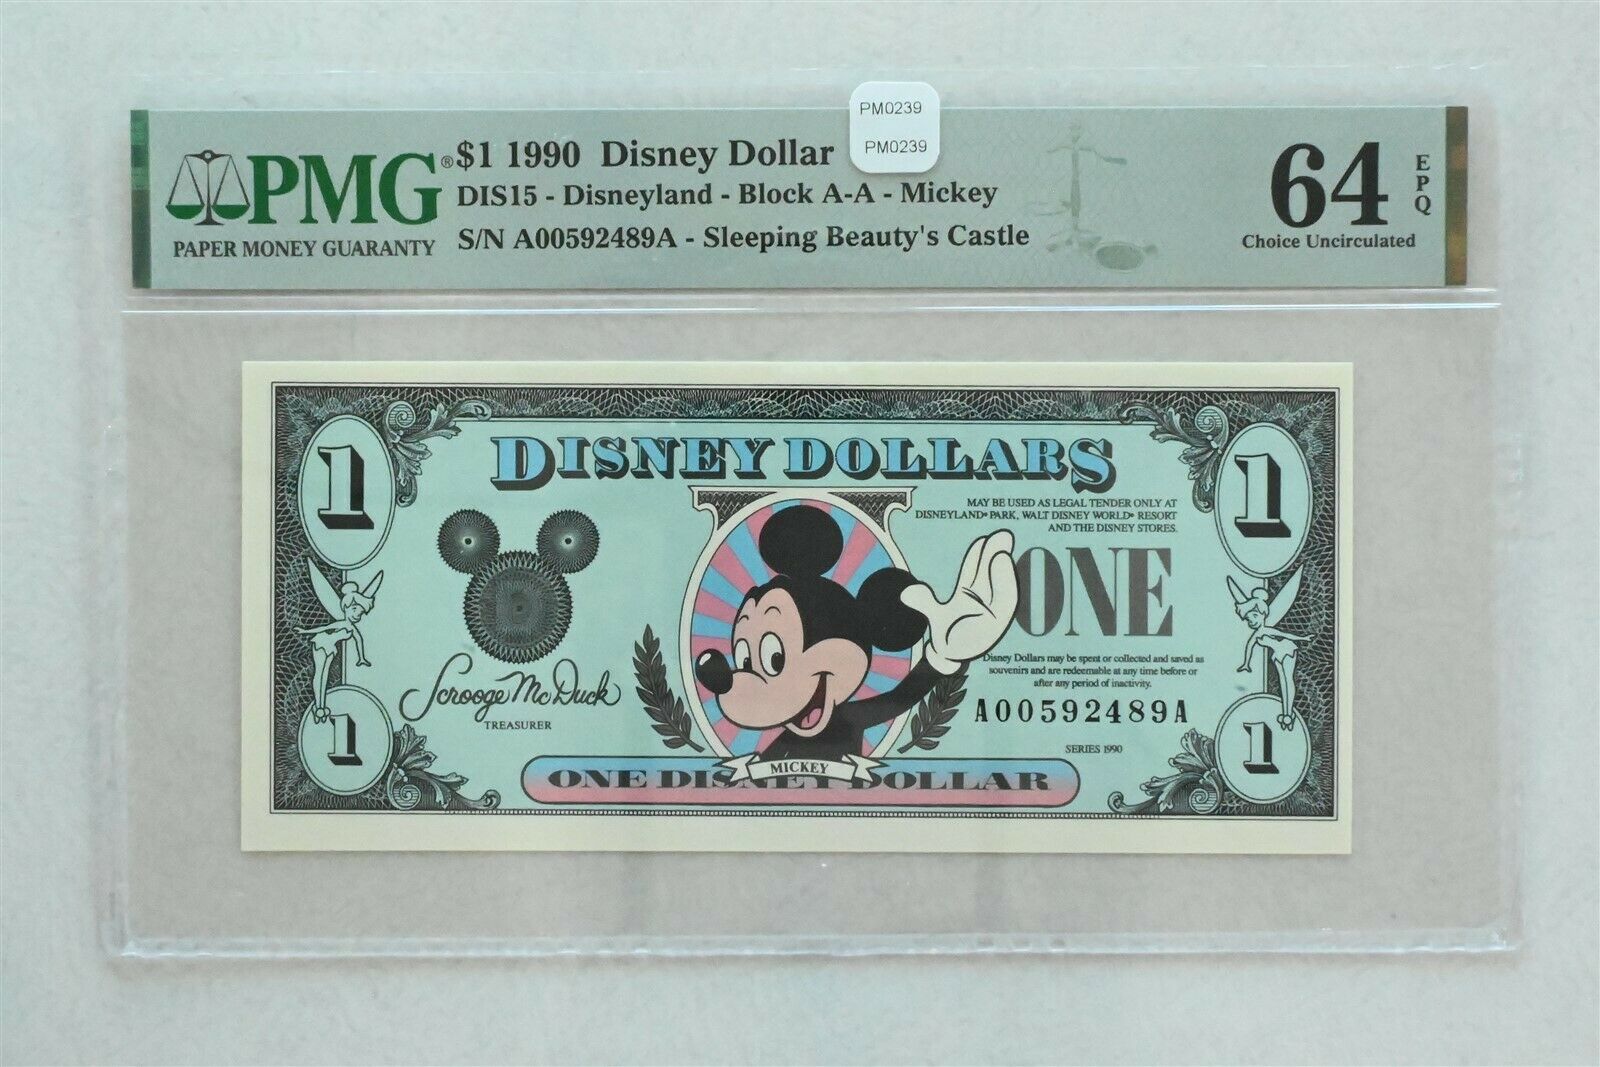 PM0239
PM0239
PMG®
PAPER MONEY GUARANTY
$1 1990 Disney Dollar
DIS15 - Disneyland - Block A-A - Mickey
S/N A00592489A - Sleeping Beauty's Castle
64
EPQ
Choice Uncirculated
1
DISNEY DOLLARS
1
MAY BE USED AS LEGAL TENDER ONLY AT
DISNEYLAND® PARK, WALT DISNEY WORLD® RESORT
AND THE DISNEY STORES.
ONE
Disney Dollars may be spent or collected and saved as
souvenirs and are redeemable at any time before or
after any period of inactivity.
Scrooge McDuck
TREASURER
A00592489A
SERIES 1990
1
MICKEY
ONE DISNEY DOLLAR
1